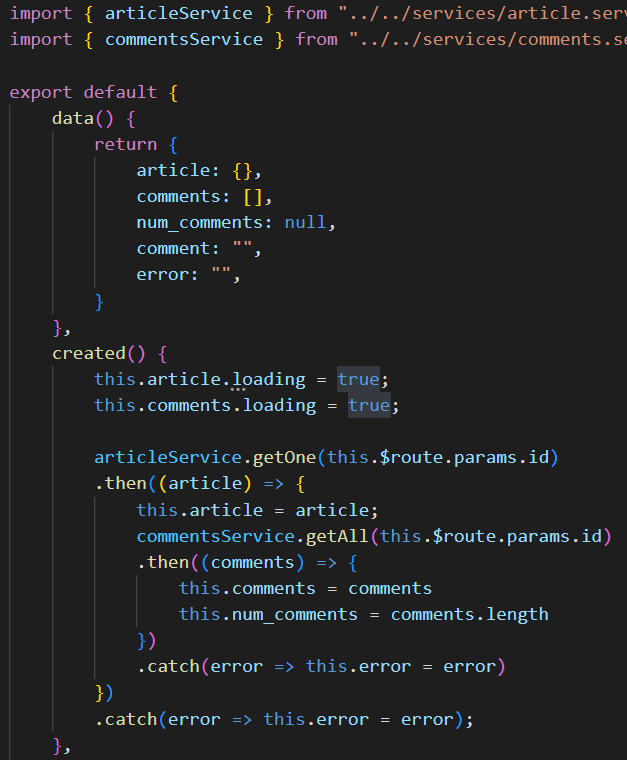 import { articleService } from "../../services/article.serv
import { commentsService } from "../../services/comments.se
export default {
    data() {
        return {
            article: {},
            comments: [],
            num_comments: null,
            comment: "",
            error: "",
        }
    },
    created() {
        this.article.loading = true;
        this.comments.loading = true;
        articleService.getOne(this.$route.params.id)
        .then((article) => {
            this.article = article;
            commentsService.getAll(this.$route.params.id)
            .then((comments) => {
                this.comments = comments
                this.num_comments = comments.length
            })
            .catch(error => this.error = error)
        })
        .catch(error => this.error = error);
    },